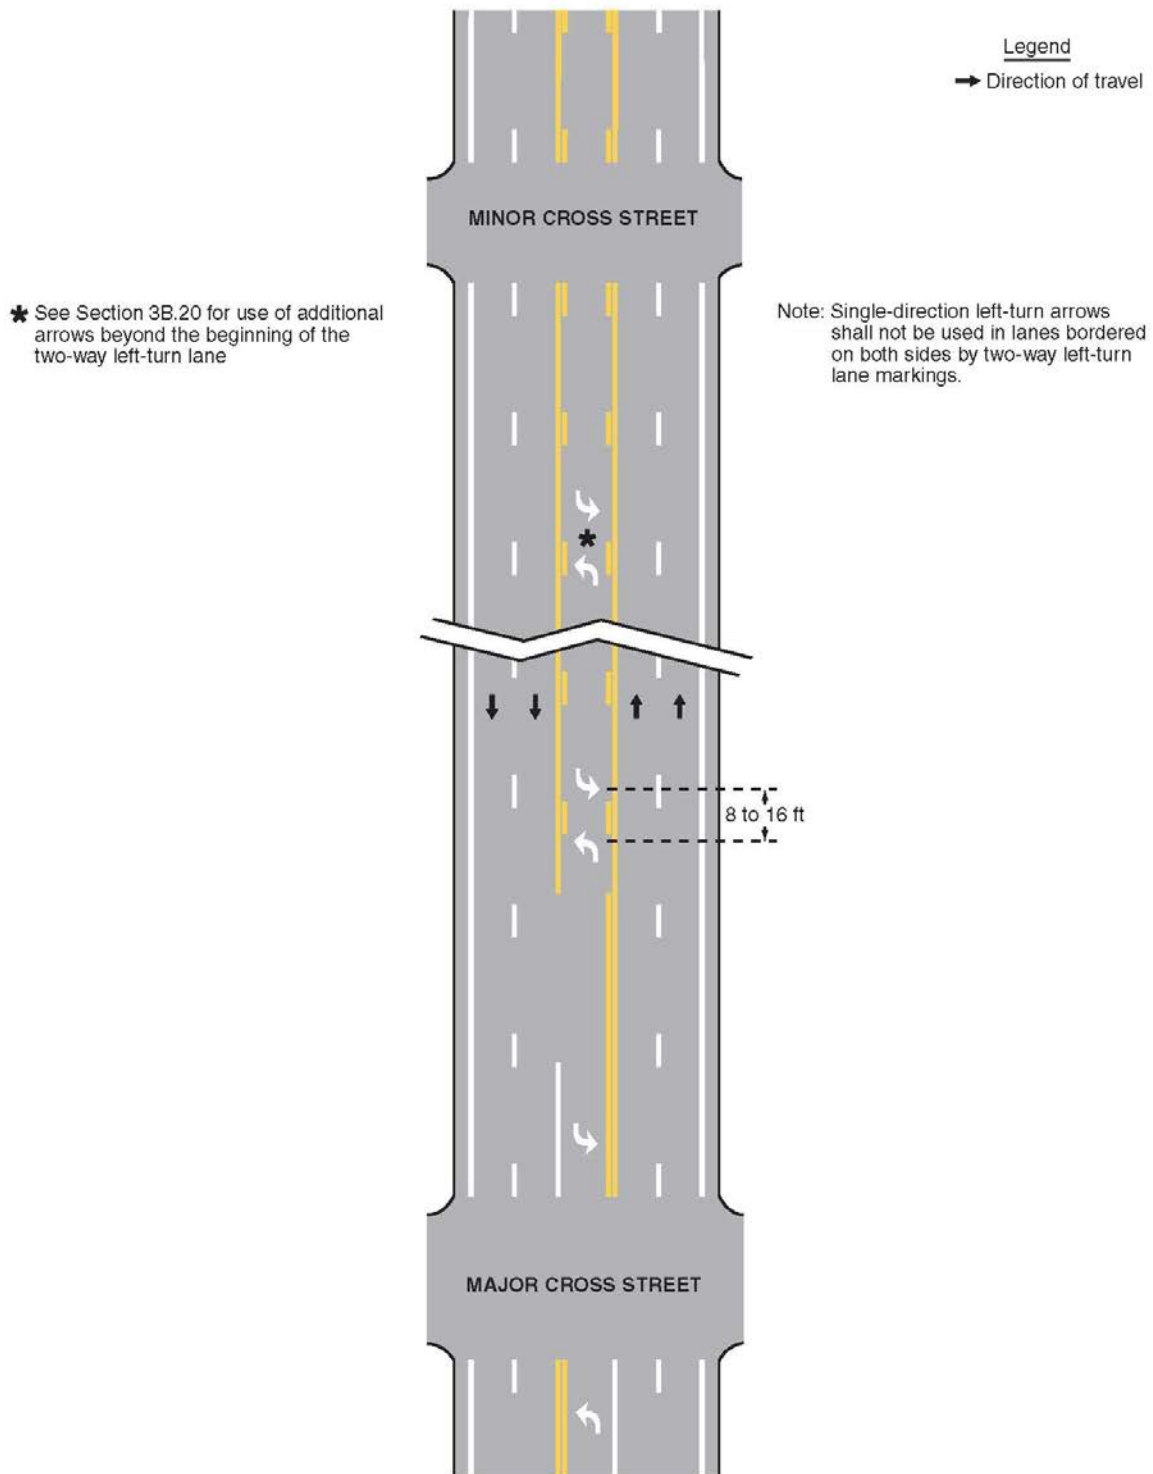 Legend
Direction of travel
MINOR CROSS STREET
* See Section 3B.20 for use of additional
arrows beyond the beginning of the
two-way left-turn lane
Note: Single-direction left-turn arrows
shall not be used in lanes bordered
on both sides by two-way left-turn
lane markings.
*
8 to 16 ft
MAJOR CROSS STREET